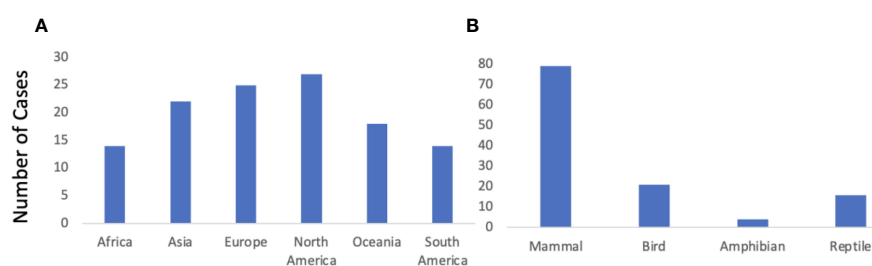 A
Number of Cases
30
25
20
15
10
5
0
Africa
Asia
Europe
North
America
Oceania
South
America
B
80
70
60
50
40
30
20
10
0
Mammal
Bird
Amphibian
Reptile